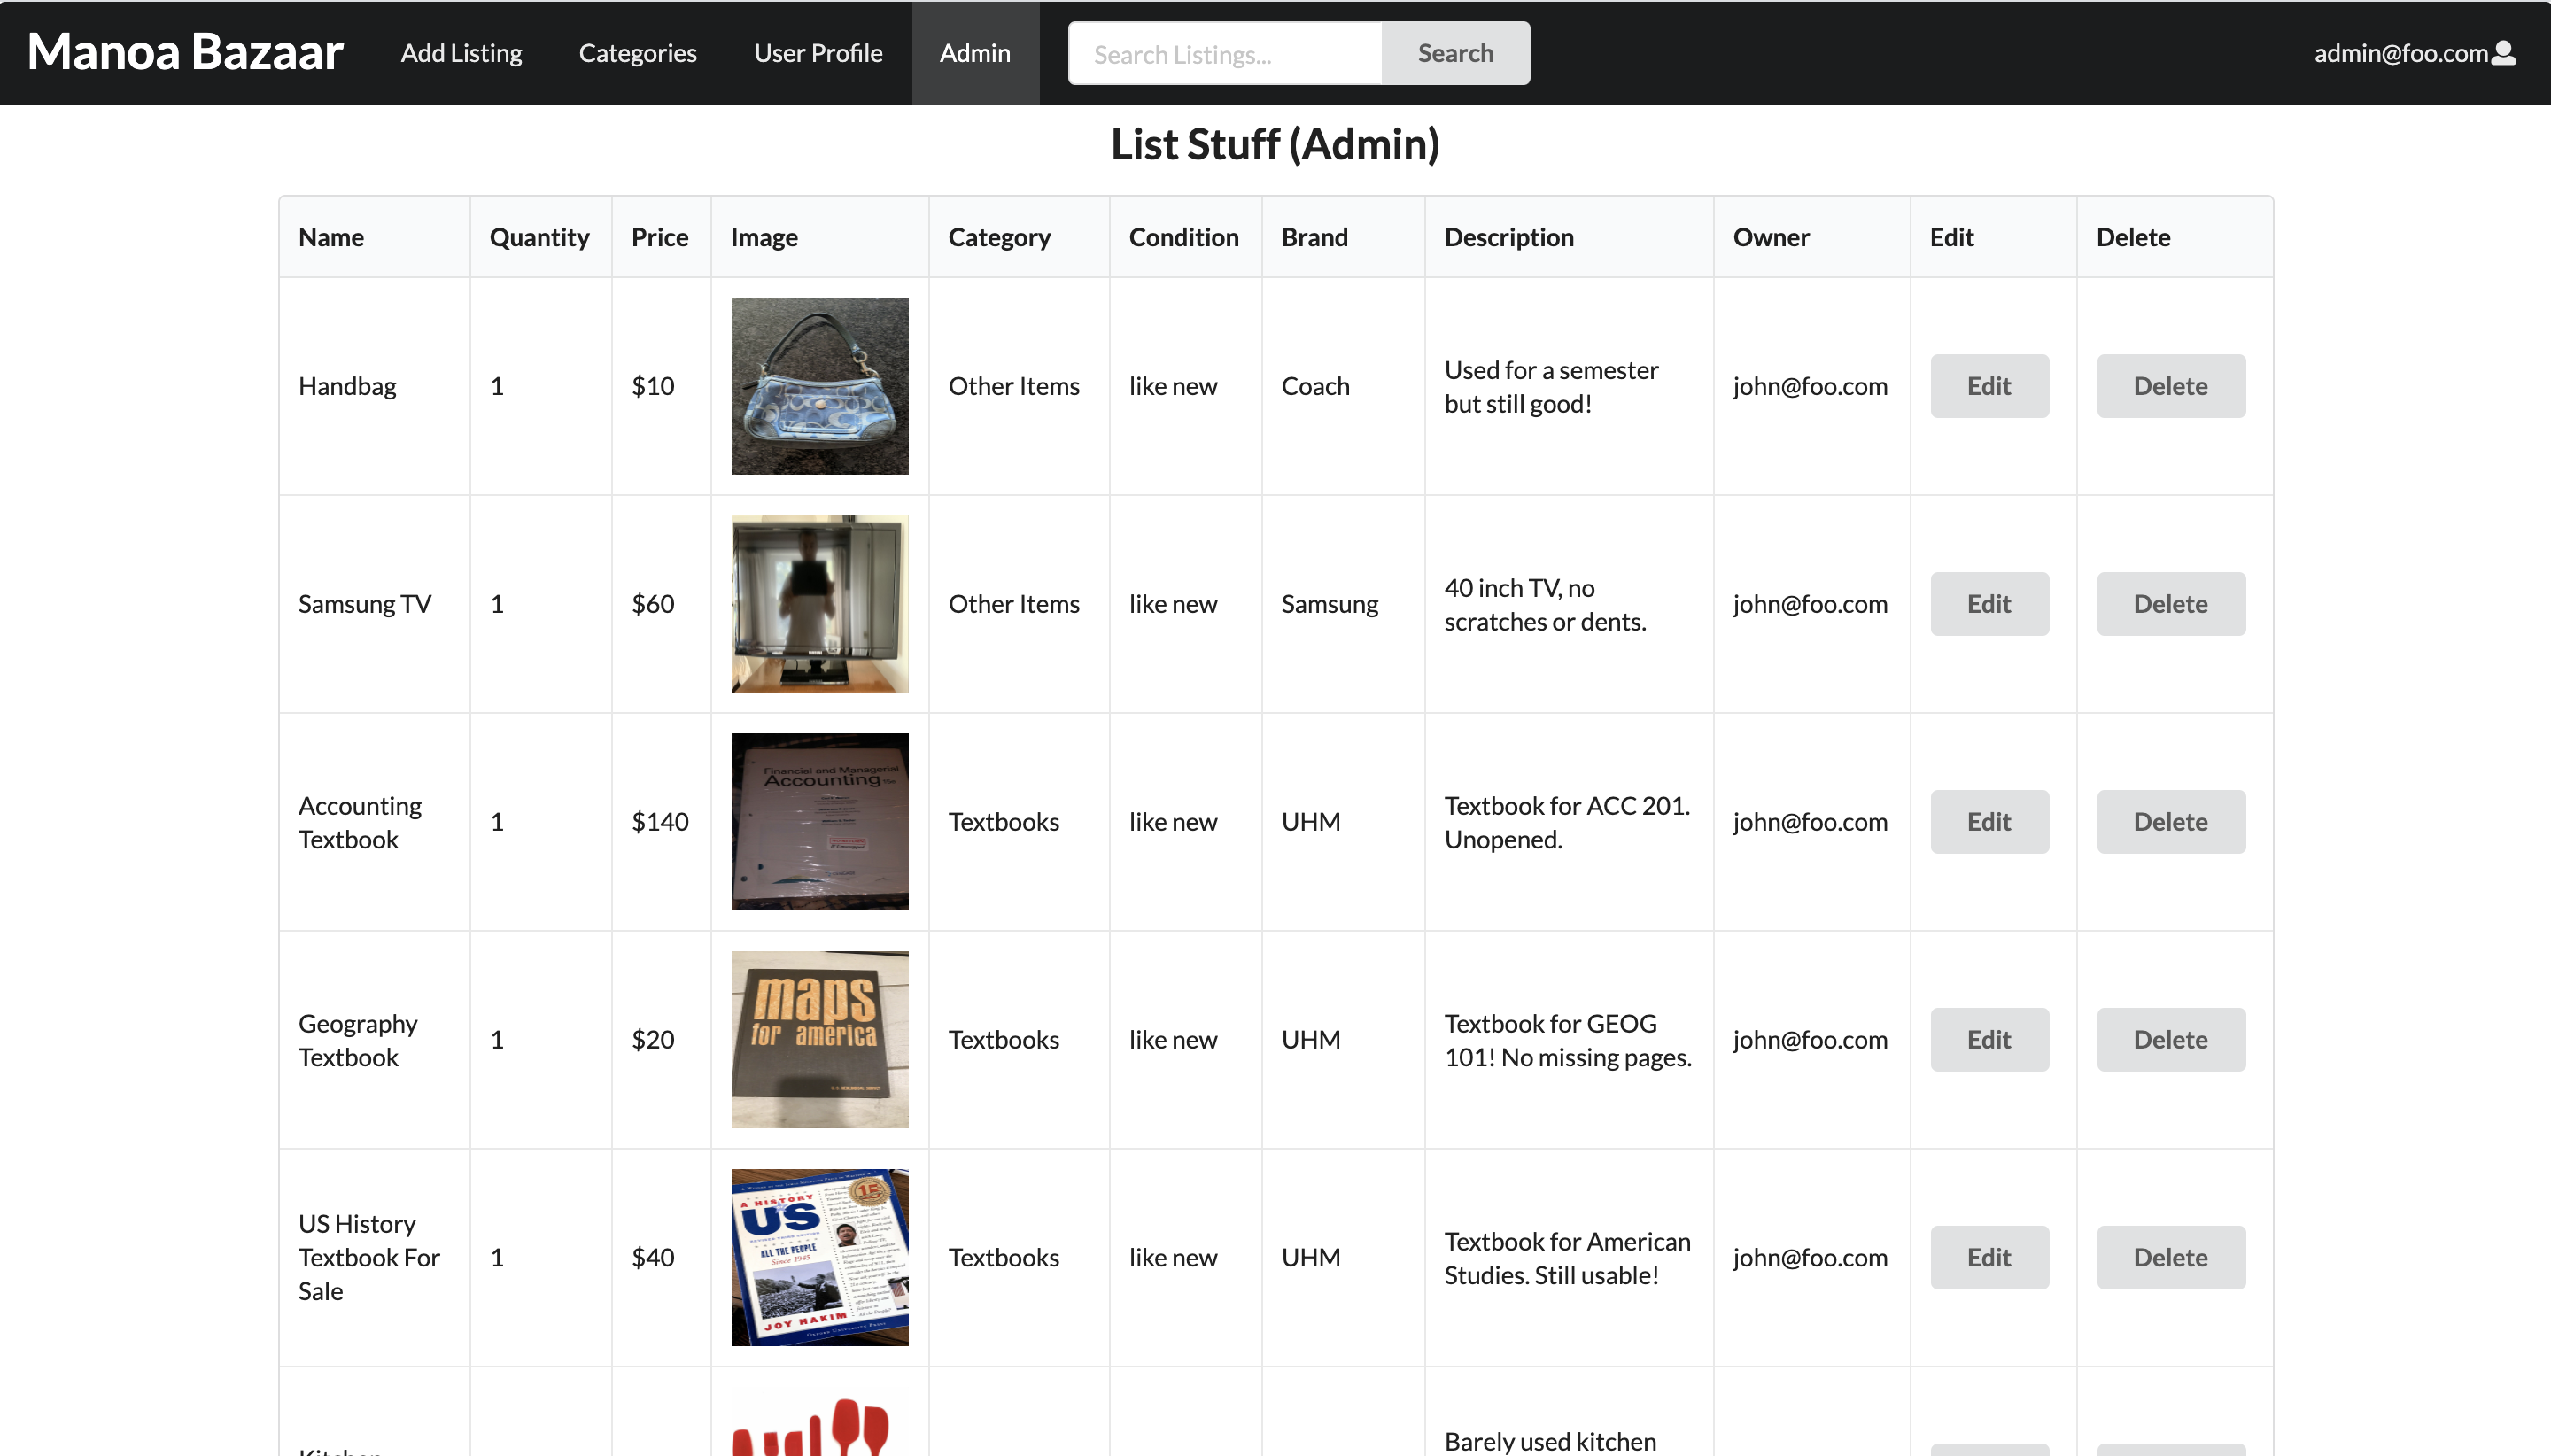 Manoa Bazaar Add Listing Categories User Profile Admin Search Listings... Search admin@foo.com
List Stuff (Admin)
Name Quantity Price Image Category Condition Brand Description Owner Edit Delete
Handbag 1 $10 Other Items like new Coach Used for a semester but still good! john@foo.com Edit Delete
Samsung TV 1 $60 Other Items like new Samsung 40 inch TV, no scratches or dents. john@foo.com Edit Delete
Financial and Managerial
Accounting
Accounting Textbook 1 $140 Textbooks like new UHM Textbook for ACC 201. Unopened. john@foo.com Edit Delete
maps
for america
Geography Textbook 1 $20 Textbooks like new UHM Textbook for GEOG 101! No missing pages. john@foo.com Edit Delete
A HISTORY
US
15
ALL THE PEOPLE
Since 1945
JOY HAKIM
US History Textbook For Sale 1 $40 Textbooks like new UHM Textbook for American Studies. Still usable! john@foo.com Edit Delete
Barely used kitchen